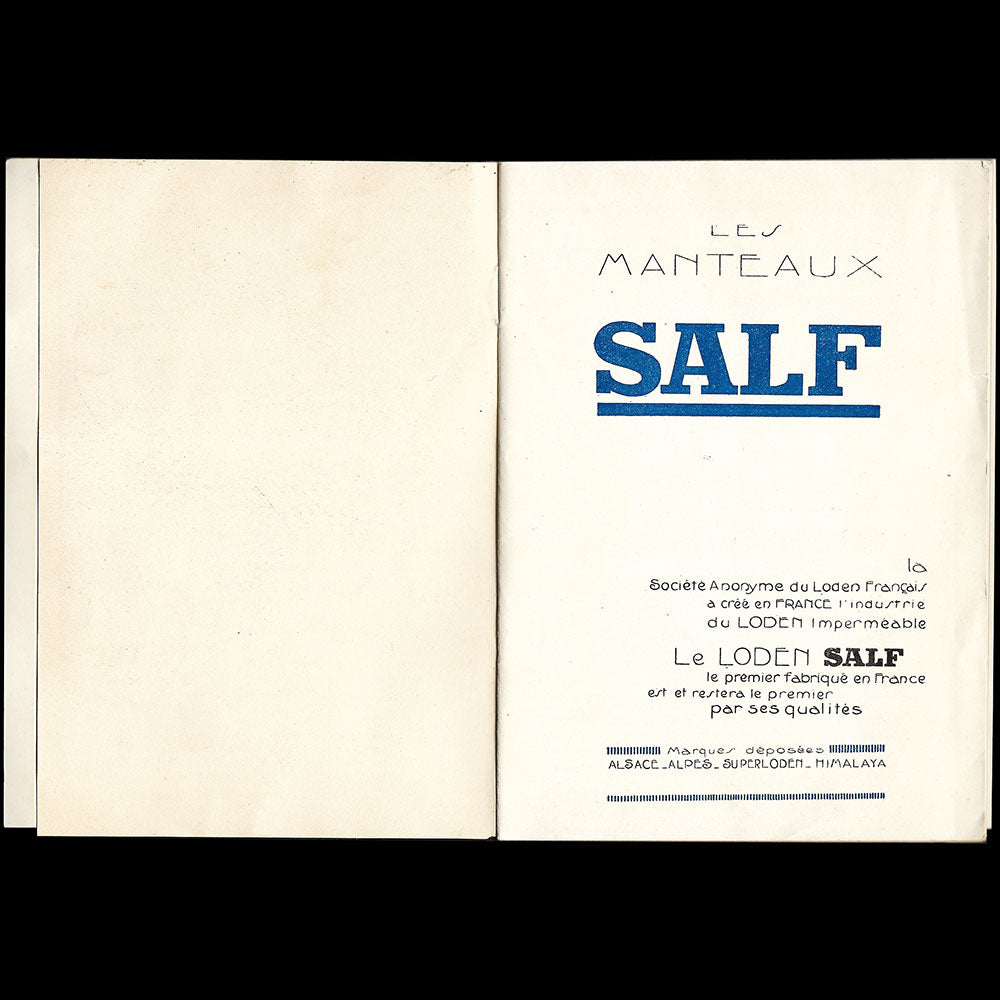 LES
MANTEAUX
SALF
la
Société Anonyme du Loden Français
a créé en FRANCE l'industrie
du LODEN Imperméable
Le LODEN SALF
le premier fabriqué en France
est et restera le premier
par ses qualités
Marques déposées
ALSACE_ALPES_SUPERLODEN_HIMALAYA